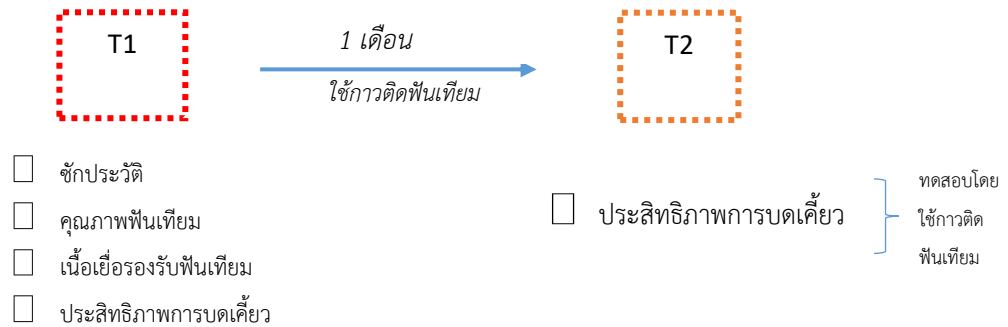 T1
1 เดือน
ใช้กาวติดฟันเทียม
T2
ซักประวัติ
คุณภาพฟันเทียม
เนื้อเยื่อรองรับฟันเทียม
ประสิทธิภาพการบดเคี้ยว
ประสิทธิภาพการบดเคี้ยว
ทดสอบโดย
ใช้กาวติด
ฟันเทียม